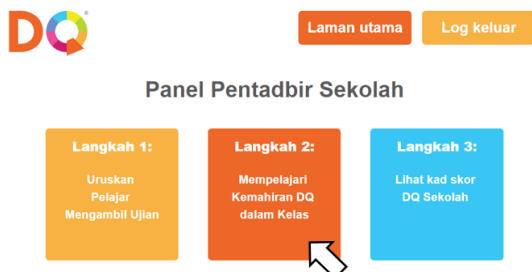 DQ®
Laman utama
Log keluar
Panel Pentadbir Sekolah
Langkah 1:
Uruskan
Pelajar
Mengambil Ujian
Langkah 2:
Mempelajari
Kemahiran DQ
dalam Kelas
Langkah 3:
Lihat kad skor
DQ Sekolah